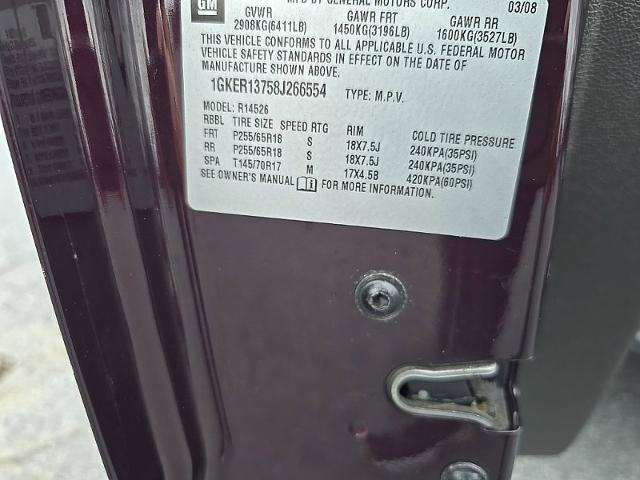 GM
MFD BY GENERAL MOTORS CORP. 03/08
GVWR GAWR FRT GAWR RR
2908KG(6411LB) 1450KG(3196LB) 1600KG(3527LB)
THIS VEHICLE CONFORMS TO ALL APPLICABLE U.S. FEDERAL MOTOR
VEHICLE SAFETY STANDARDS IN EFFECT ON THE DATE OF
MANUFACTURE SHOWN ABOVE.
1GKER13758J266554 TYPE: M.P.V.
MODEL: R14526
RBBL TIRE SIZE SPEED RTG RIM COLD TIRE PRESSURE
FRT P255/65R18 S 18X7.5J 240KPA(35PSI)
RR P255/65R18 S 18X7.5J 240KPA(35PSI)
SPA T145/70R17 M 17X4.5B 420KPA(60PSI)
SEE OWNER'S MANUAL i FOR MORE INFORMATION.